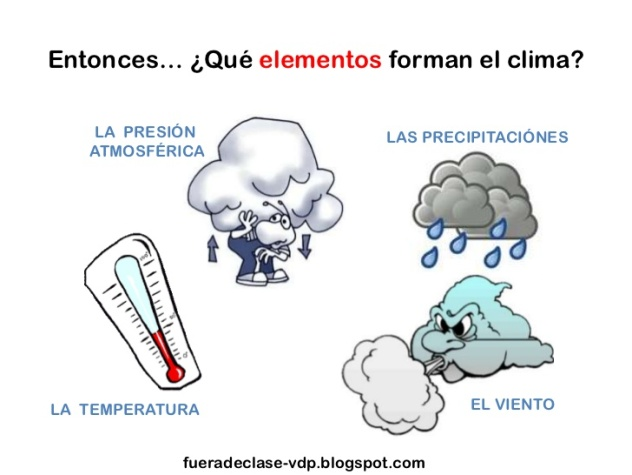 Entonces... ¿Qué elementos forman el clima?
LA PRESIÓN
ATMOSFÉRICA
LAS PRECIPITACIÓNES
LA TEMPERATURA
EL VIENTO
fueradeclase-vdp.blogspot.com